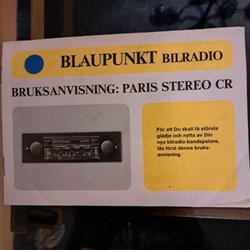 BLAUPUNKT BILRADIO
BRUKSANVISNING: PARIS STEREO CR
För att Du skall få största
glädje och nytta av Din
nya bilradio-bandspelare,
läs först denna bruks-
anvisning.